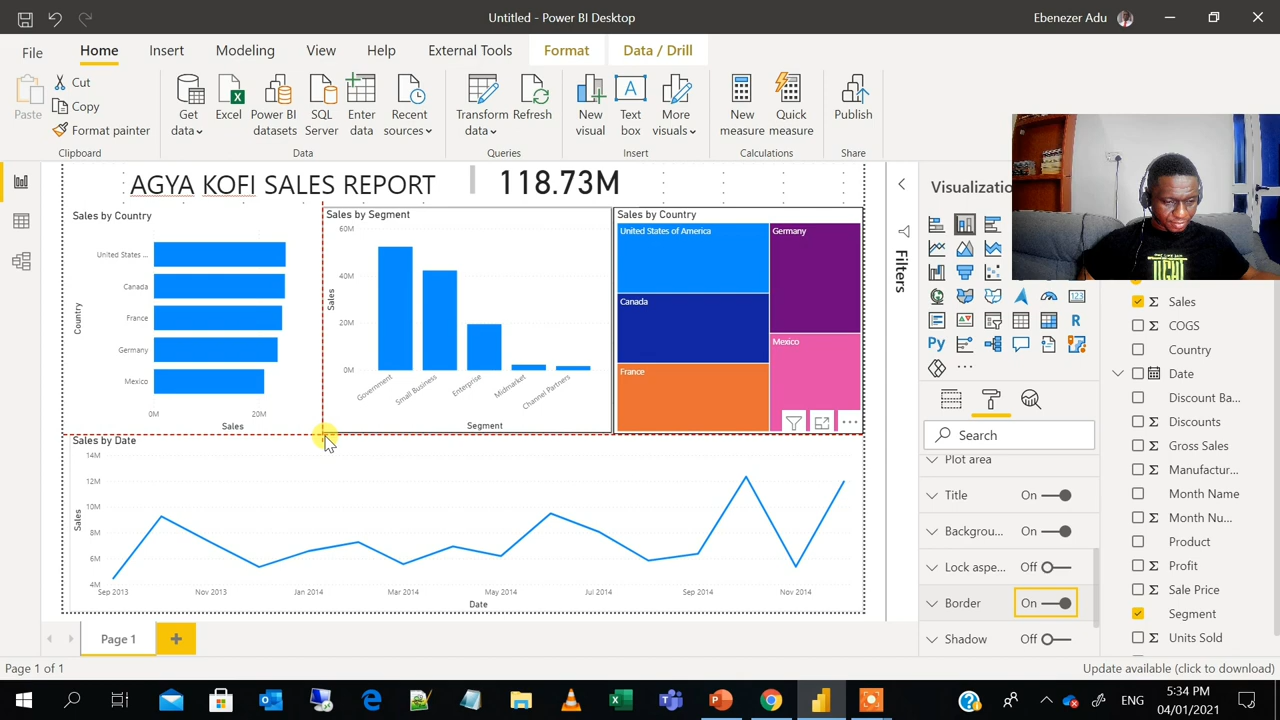 Untitled - Power BI Desktop
Ebenezer Adu
File
Home
Insert
Modeling
View
Help
External Tools
Format
Data / Drill
Paste
Cut
Copy
Format painter
Get data
Excel
Power BI datasets
SQL Server
Enter data
Recent sources
Transform data
Refresh
New visual
Text box
More visuals
New measure
Quick measure
Publish
Clipboard
Data
Queries
Insert
Calculations
Share
AGYA KOFI SALES REPORT
118.73M
Sales by Country
United States ...
Canada
France
Germany
Mexico
Country
0M
20M
Sales
Sales by Segment
60M
40M
20M
0M
Sales
Government
Small Business
Enterprise
Midmarket
Channel Partners
Segment
Sales by Country
United States of America
Germany
Canada
Mexico
France
Sales by Date
14M
12M
10M
8M
6M
4M
Sales
Sep 2013
Nov 2013
Jan 2014
Mar 2014
May 2014
Jul 2014
Sep 2014
Nov 2014
Date
Filters
Visualizatio
R
Py
123
Search
Plot area
Title
On
Backgrou...
On
Lock aspe...
Off
Border
On
Shadow
Off
Sales
COGS
Country
Date
Discount Ba...
Discounts
Gross Sales
Manufactur...
Month Name
Month Nu...
Product
Profit
Sale Price
Segment
Units Sold
Page 1
Page 1 of 1
Update available (click to download)
ENG
5:34 PM
04/01/2021